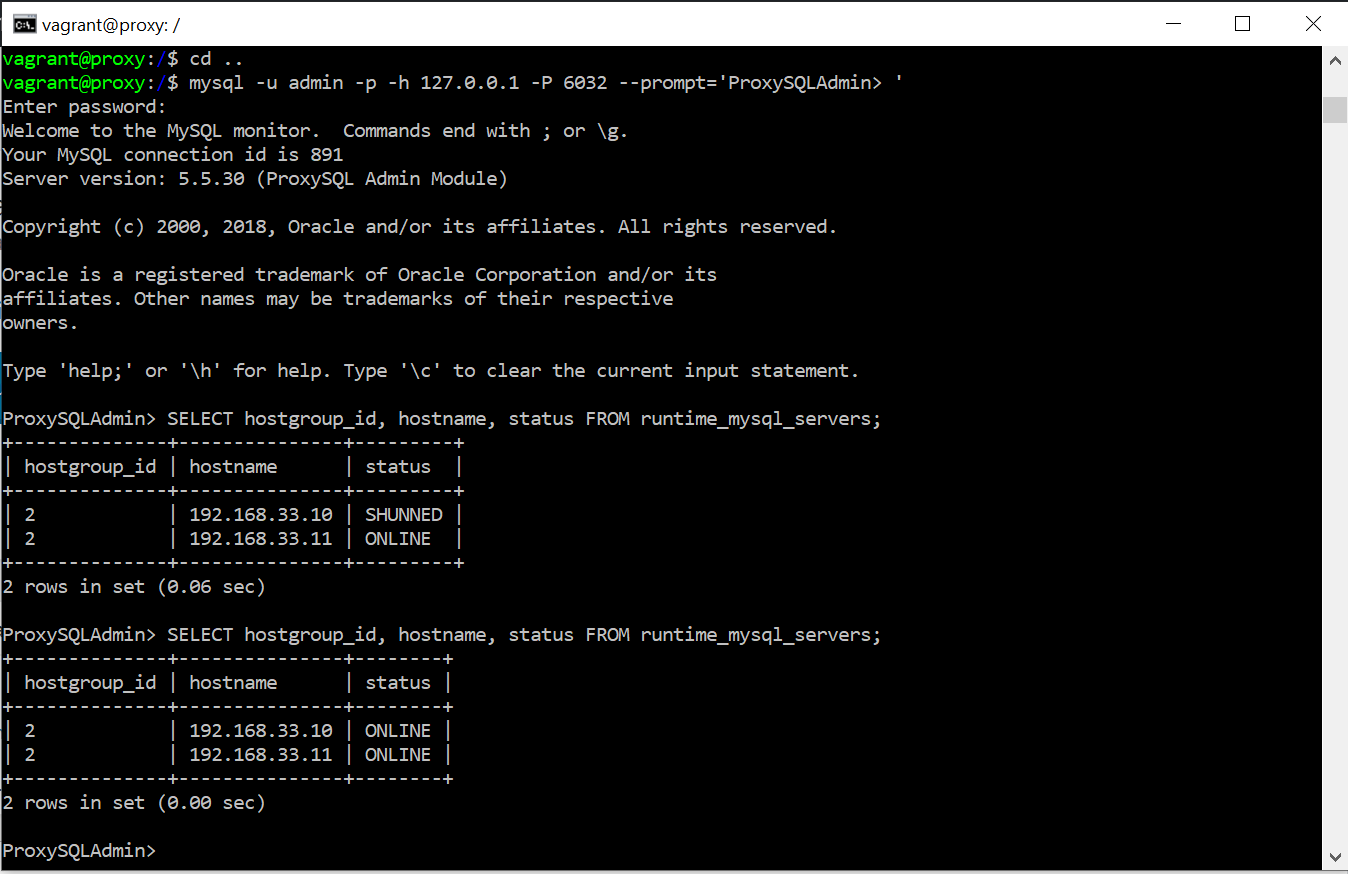 vagrant@proxy: /
vagrant@proxy:/$ cd ..
vagrant@proxy:/$ mysql -u admin -p -h 127.0.0.1 -P 6032 --prompt='ProxySQLAdmin> '
Enter password:
Welcome to the MySQL monitor.  Commands end with ; or \g.
Your MySQL connection id is 891
Server version: 5.5.30 (ProxySQL Admin Module)
Copyright (c) 2000, 2018, Oracle and/or its affiliates. All rights reserved.
Oracle is a registered trademark of Oracle Corporation and/or its
affiliates. Other names may be trademarks of their respective
owners.
Type 'help;' or '\h' for help. Type '\c' to clear the current input statement.
ProxySQLAdmin> SELECT hostgroup_id, hostname, status FROM runtime_mysql_servers;
+--------------+---------------+---------+
| hostgroup_id | hostname      | status  |
+--------------+---------------+---------+
| 2            | 192.168.33.10 | SHUNNED |
| 2            | 192.168.33.11 | ONLINE  |
+--------------+---------------+---------+
2 rows in set (0.06 sec)
ProxySQLAdmin> SELECT hostgroup_id, hostname, status FROM runtime_mysql_servers;
+--------------+---------------+--------+
| hostgroup_id | hostname      | status |
+--------------+---------------+--------+
| 2            | 192.168.33.10 | ONLINE |
| 2            | 192.168.33.11 | ONLINE |
+--------------+---------------+--------+
2 rows in set (0.00 sec)
ProxySQLAdmin>